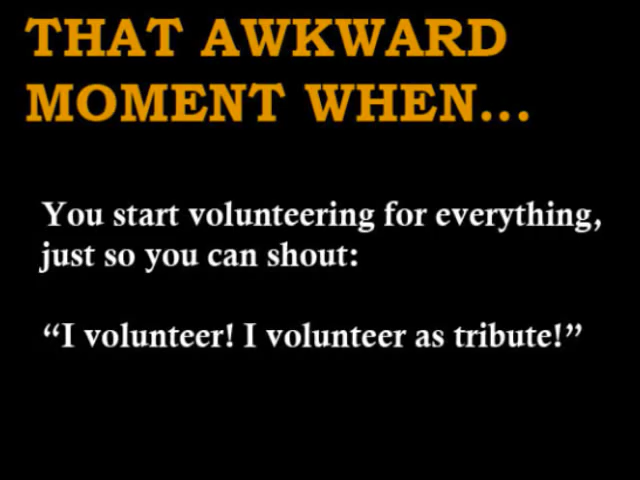 THAT AWKWARD
MOMENT WHEN...
You start volunteering for everything,
just so you can shout:
“I volunteer! I volunteer as tribute!”